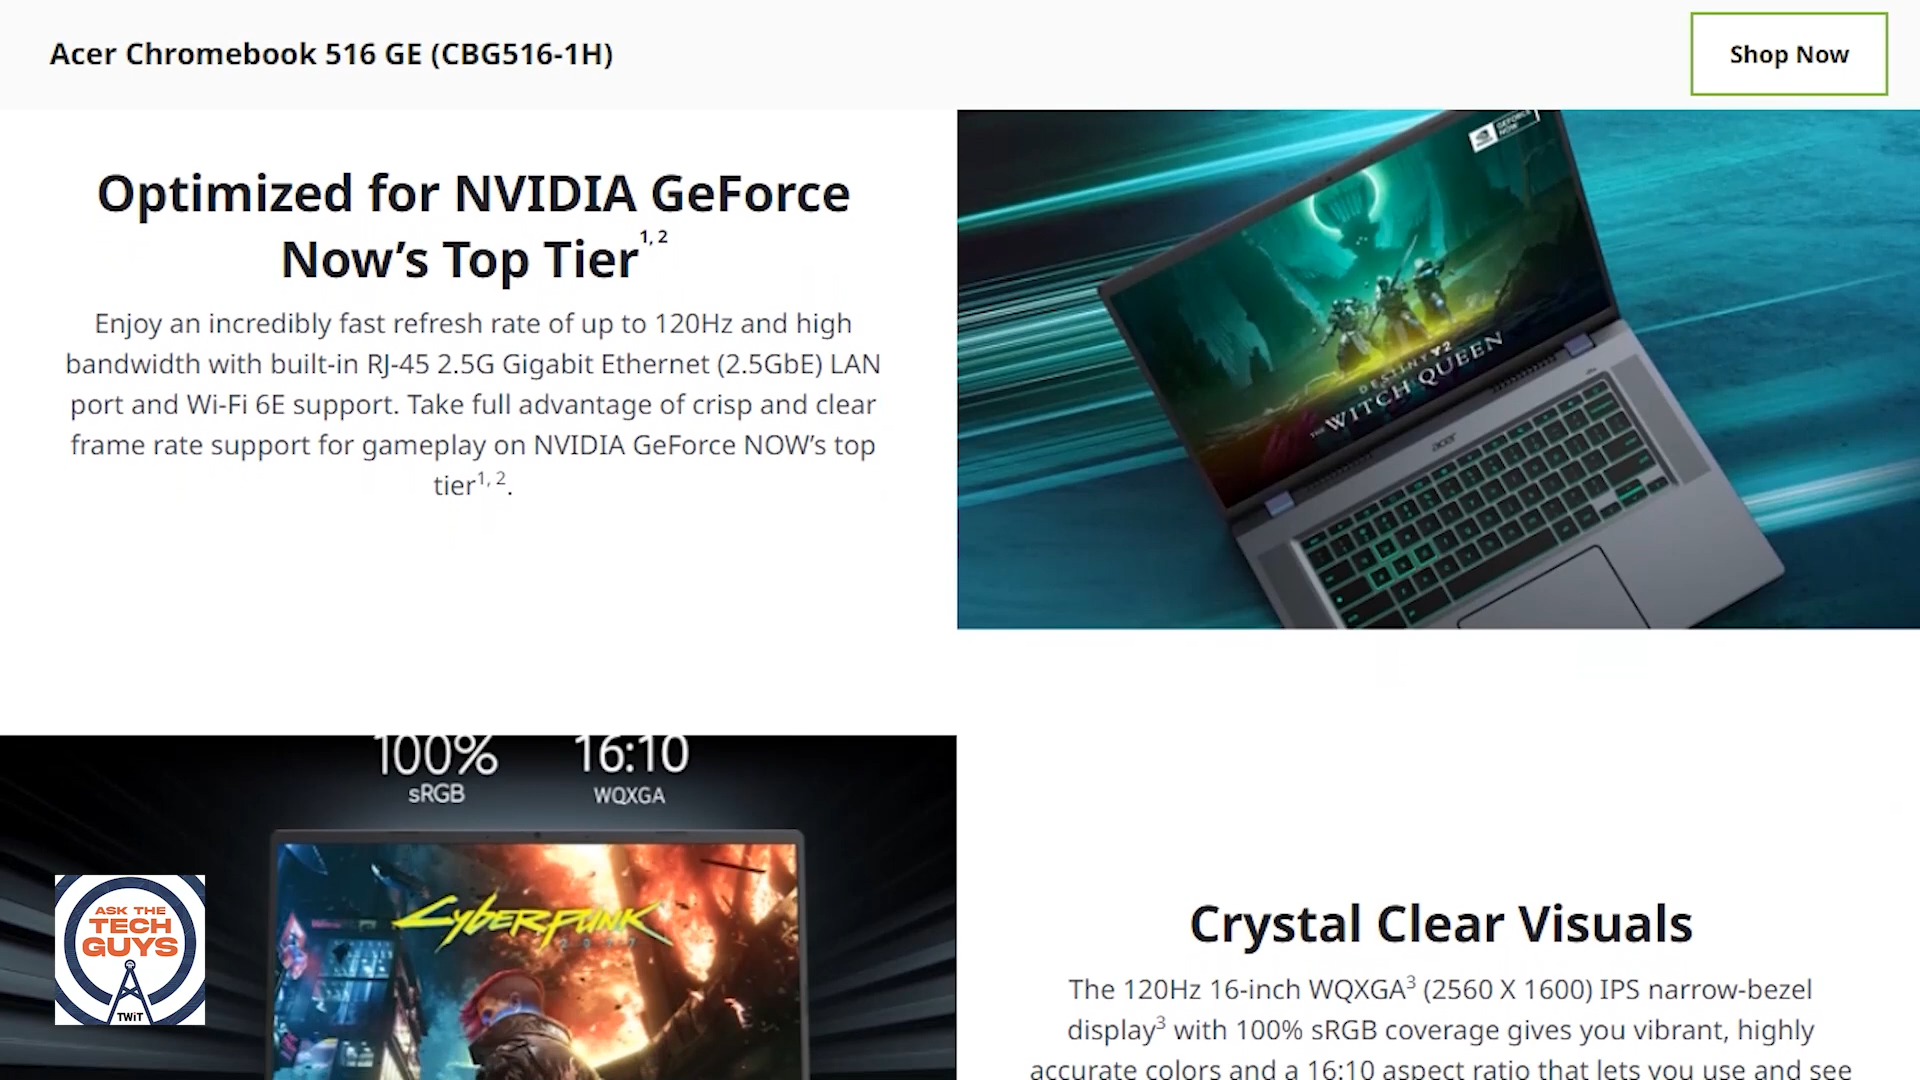 Acer Chromebook 516 GE (CBG516-1H)
Shop Now
Optimized for NVIDIA GeForce
Now’s Top Tier1, 2
Enjoy an incredibly fast refresh rate of up to 120Hz and high
bandwidth with built-in RJ-45 2.5G Gigabit Ethernet (2.5GbE) LAN
port and Wi-Fi 6E support. Take full advantage of crisp and clear
frame rate support for gameplay on NVIDIA GeForce NOW’s top
tier1, 2.
GEFORCE
NOW
DESTINY 2
THE WITCH QUEEN
acer
100%
sRGB
16:10
WQXGA
CYBERPUNK
2077
ASK THE
TECH
GUYS
TWiT
Crystal Clear Visuals
The 120Hz 16-inch WQXGA3 (2560 X 1600) IPS narrow-bezel
display3 with 100% sRGB coverage gives you vibrant, highly
accurate colors and a 16:10 aspect ratio that lets you use and see